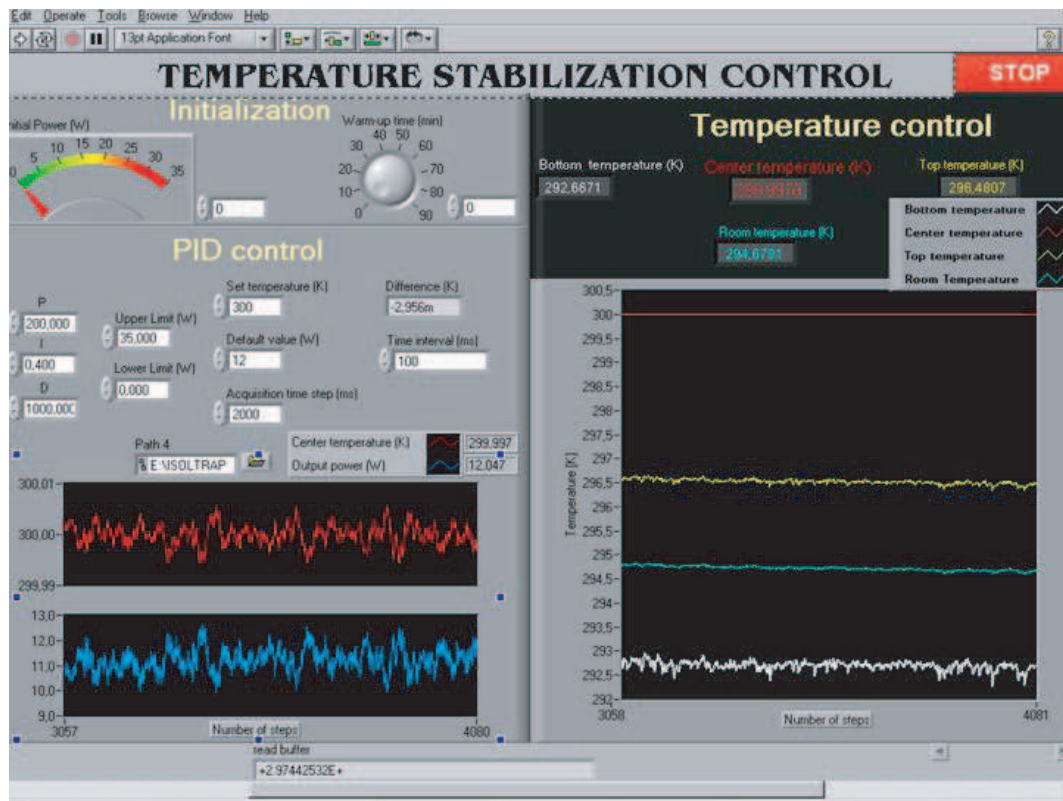 Edit Operate Tools Browse Window Help
13pt Application Font
TEMPERATURE STABILIZATION CONTROL
STOP
Initialization
Power (W)
0 5 10 15 20 25 30 35
0
Warm-up time (min)
0 10 20 30 40 50 60 70 80 90
0
Temperature control
Bottom temperature (K)
292,6671
Center temperature (K)
Top temperature (K)
296,4807
Room temperature (K)
294,6791
Bottom temperature
Center temperature
Top temperature
Room Temperature
PID control
P
200,000
I
0,400
D
1000.00
Upper Limit (W)
35,000
Lower Limit (W)
0,000
Set temperature (K)
300
Default value (W)
12
Acquisition time step (ms)
2000
Difference (K)
-2,956m
Time interval (ms)
100
Path 4
E:\ISOLTRAP
Center temperature (K)
299,997
Output power (W)
12,047
300,01
300,00
299,99
13,0
12,0
11,0
10,0
9,0
3057
Number of steps
4080
300,5
300
299,5
299
298,5
298
297,5
297
296,5
296
295,5
295
294,5
294
293,5
293
292,5
292
Temperature [K]
3058
Number of steps
4081
read buffer
+2.97442532E+